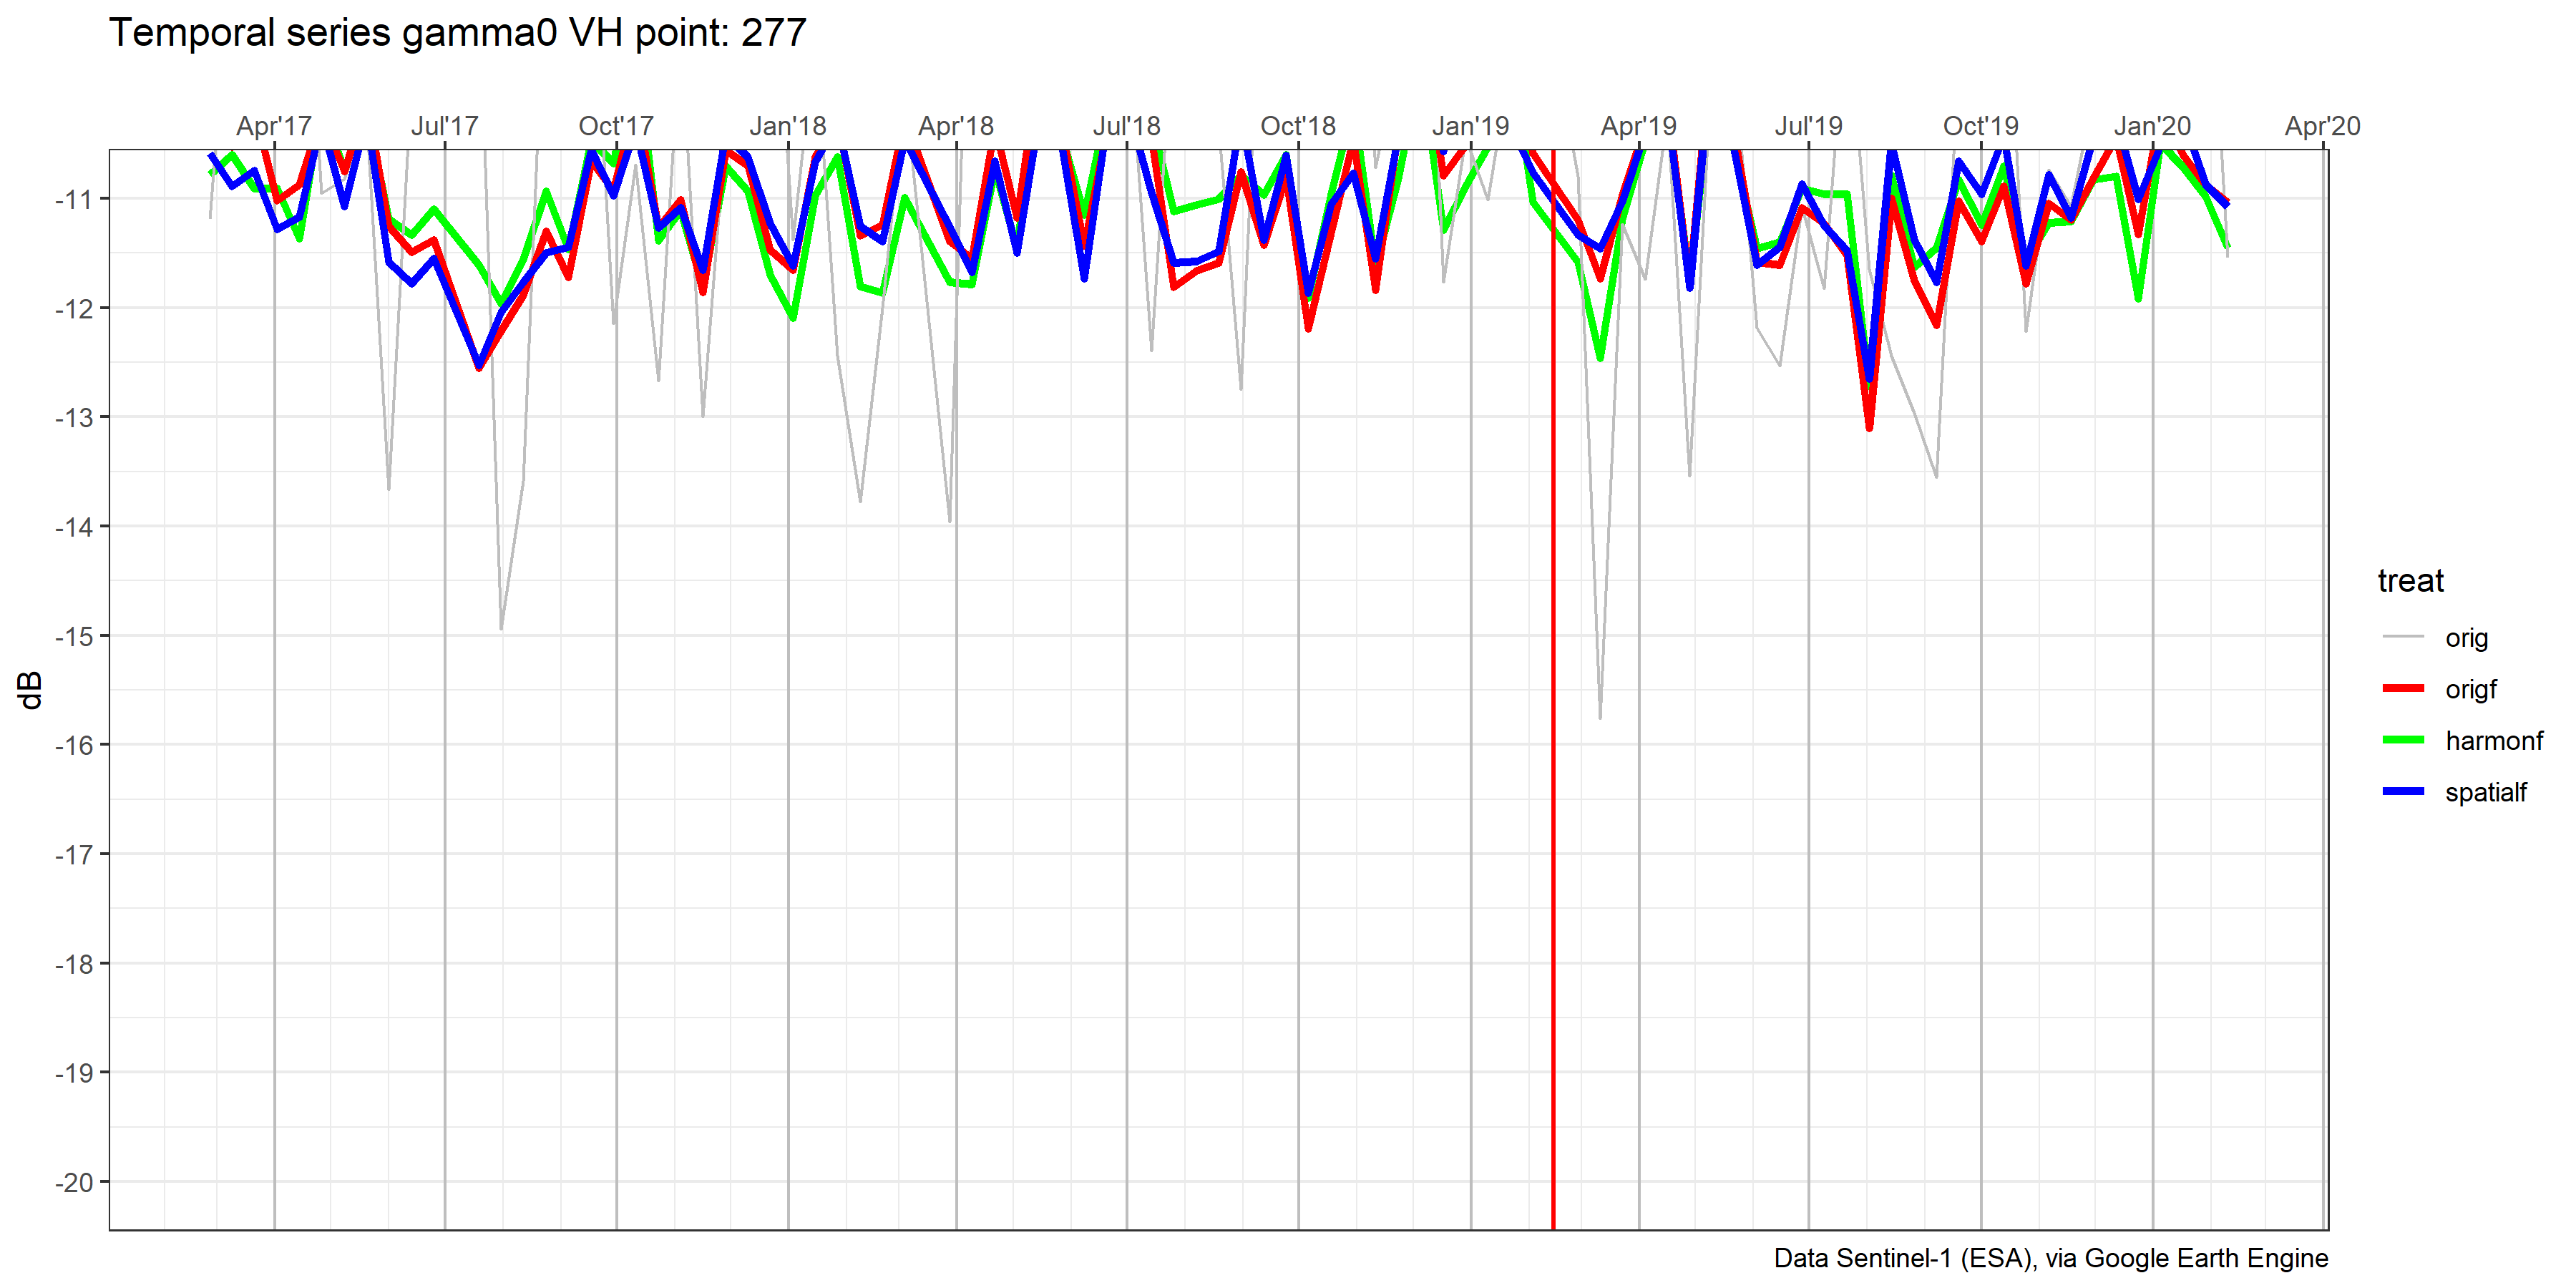 Temporal series gamma0 VH point: 277
Apr'17 Jul'17 Oct'17 Jan'18 Apr'18 Jul'18 Oct'18 Jan'19 Apr'19 Jul'19 Oct'19 Jan'20 Apr'20
-11
-12
-13
-14
-15
-16
-17
-18
-19
-20
dB
treat
orig
origf
harmonf
spatialf
Data Sentinel-1 (ESA), via Google Earth Engine